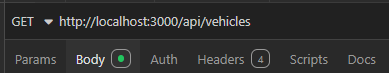 GET http://localhost:3000/api/vehicles
Params Body Auth Headers 4 Scripts Docs